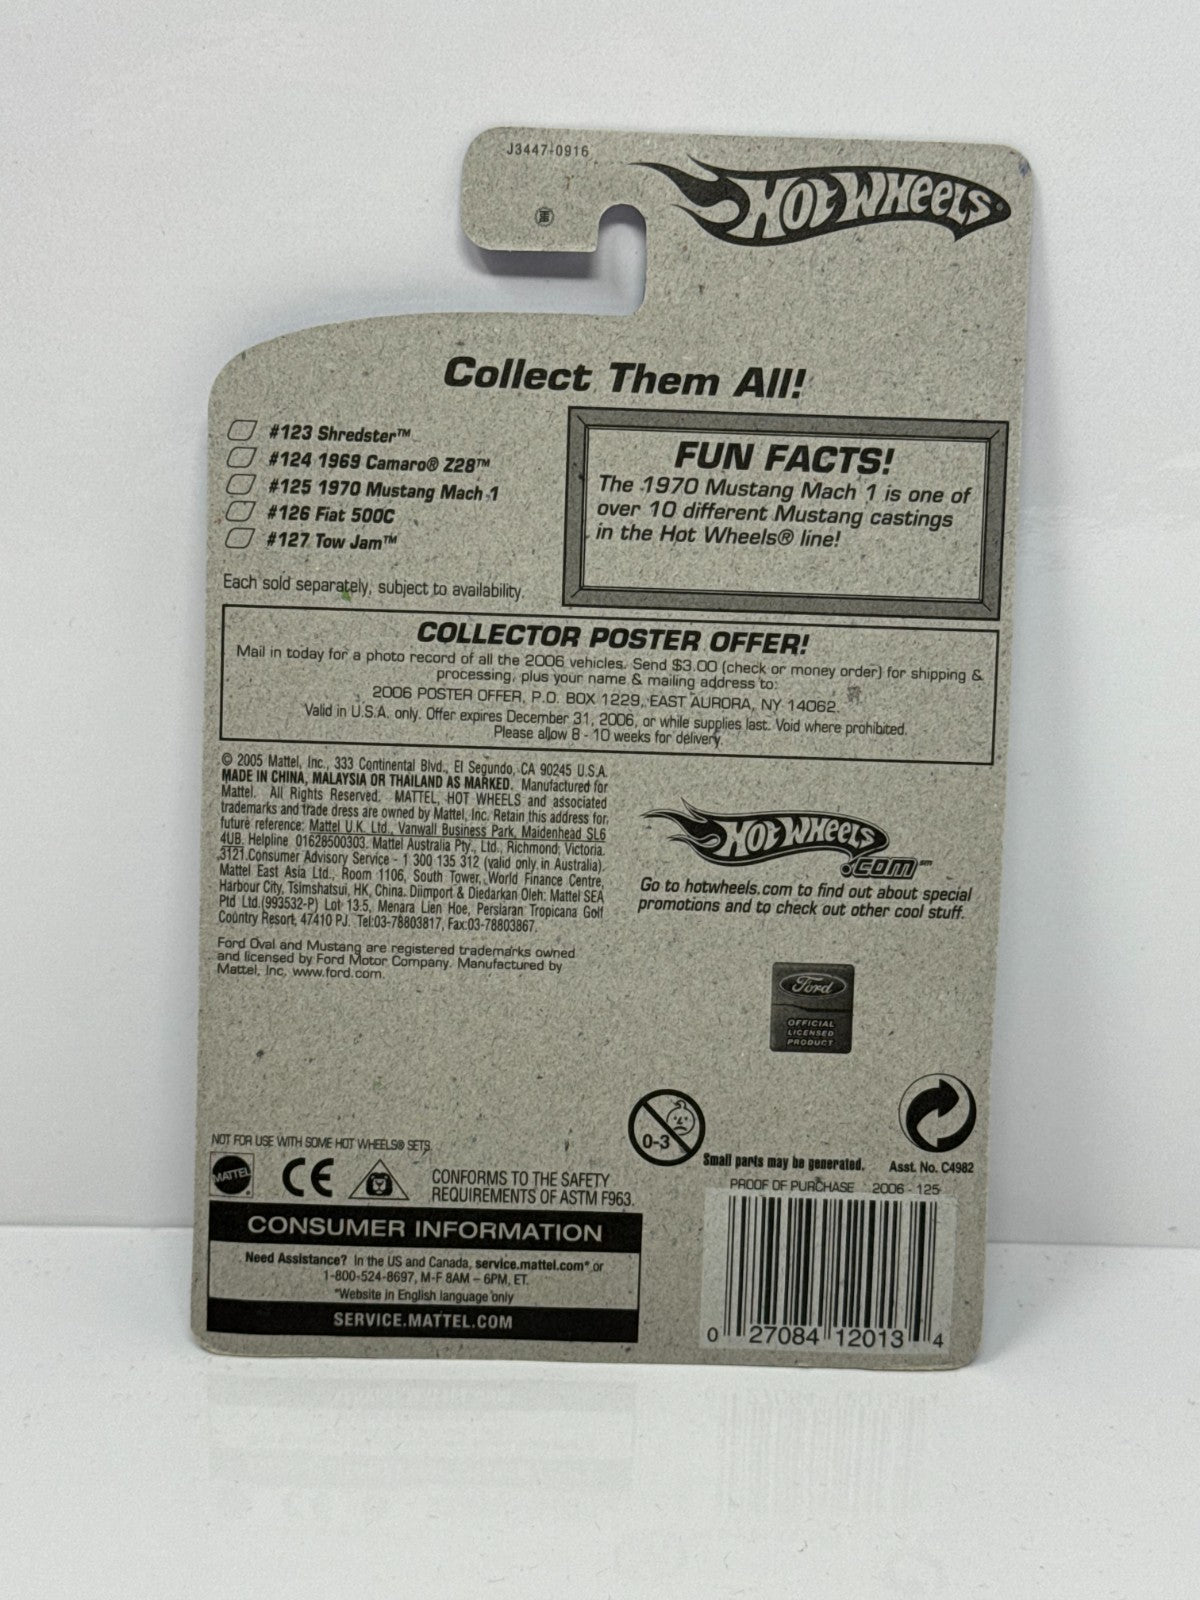 J3447-0916
HOT WHEELS
Collect Them All!
#123 Shredster™
#124 1969 Camaro® Z28™
#125 1970 Mustang Mach 1
#126 Fiat 500C
#127 Tow Jam™
Each sold separately, subject to availability.
FUN FACTS!
The 1970 Mustang Mach 1 is one of
over 10 different Mustang castings
in the Hot Wheels® line!
COLLECTOR POSTER OFFER!
Mail in today for a photo record of all the 2006 vehicles. Send $3.00 (check or money order) for shipping &
processing, plus your name & mailing address to:
2006 POSTER OFFER, P.O. BOX 1229, EAST AURORA, NY 14062.
Valid in U.S.A. only. Offer expires December 31, 2006, or while supplies last. Void where prohibited.
Please allow 8 - 10 weeks for delivery.
© 2005 Mattel, Inc., 333 Continental Blvd., El Segundo, CA 90245 U.S.A.
MADE IN CHINA, MALAYSIA OR THAILAND AS MARKED. Manufactured for
Mattel. All Rights Reserved. MATTEL, HOT WHEELS and associated
trademarks and trade dress are owned by Mattel, Inc. Retain this address for
future reference: Mattel U.K. Ltd., Vanwall Business Park, Maidenhead SL6
4UB. Helpline 01628500303. Mattel Australia Pty., Ltd., Richmond, Victoria.
3121.Consumer Advisory Service - 1 300 135 312 (valid only in Australia).
Mattel East Asia Ltd., Room 1106, South Tower, World Finance Centre,
Harbour City, Tsimshatsui, HK, China. Diimport & Diedarkan Oleh: Mattel SEA
Ptd Ltd.(993532-P) Lot 13.5, Menara Lien Hoe, Persiaran Tropicana Golf
Country Resort, 47410 PJ. Tel:03-78803817, Fax:03-78803867.
Ford Oval and Mustang are registered trademarks owned
and licensed by Ford Motor Company. Manufactured by
Mattel, Inc. www.ford.com.
HOT WHEELS
.COM℠
Go to hotwheels.com to find out about special
promotions and to check out other cool stuff.
Ford
OFFICIAL
LICENSED
PRODUCT
NOT FOR USE WITH SOME HOT WHEELS® SETS.
MATTEL
CE
CONFORMS TO THE SAFETY
REQUIREMENTS OF ASTM F963.
0-3
Small parts may be generated.
Asst. No. C4982
PROOF OF PURCHASE 2006 - 125
CONSUMER INFORMATION
Need Assistance? In the US and Canada, service.mattel.com* or
1-800-524-8697, M-F 8AM – 6PM, ET.
*Website in English language only
SERVICE.MATTEL.COM
0 27084 12013 4